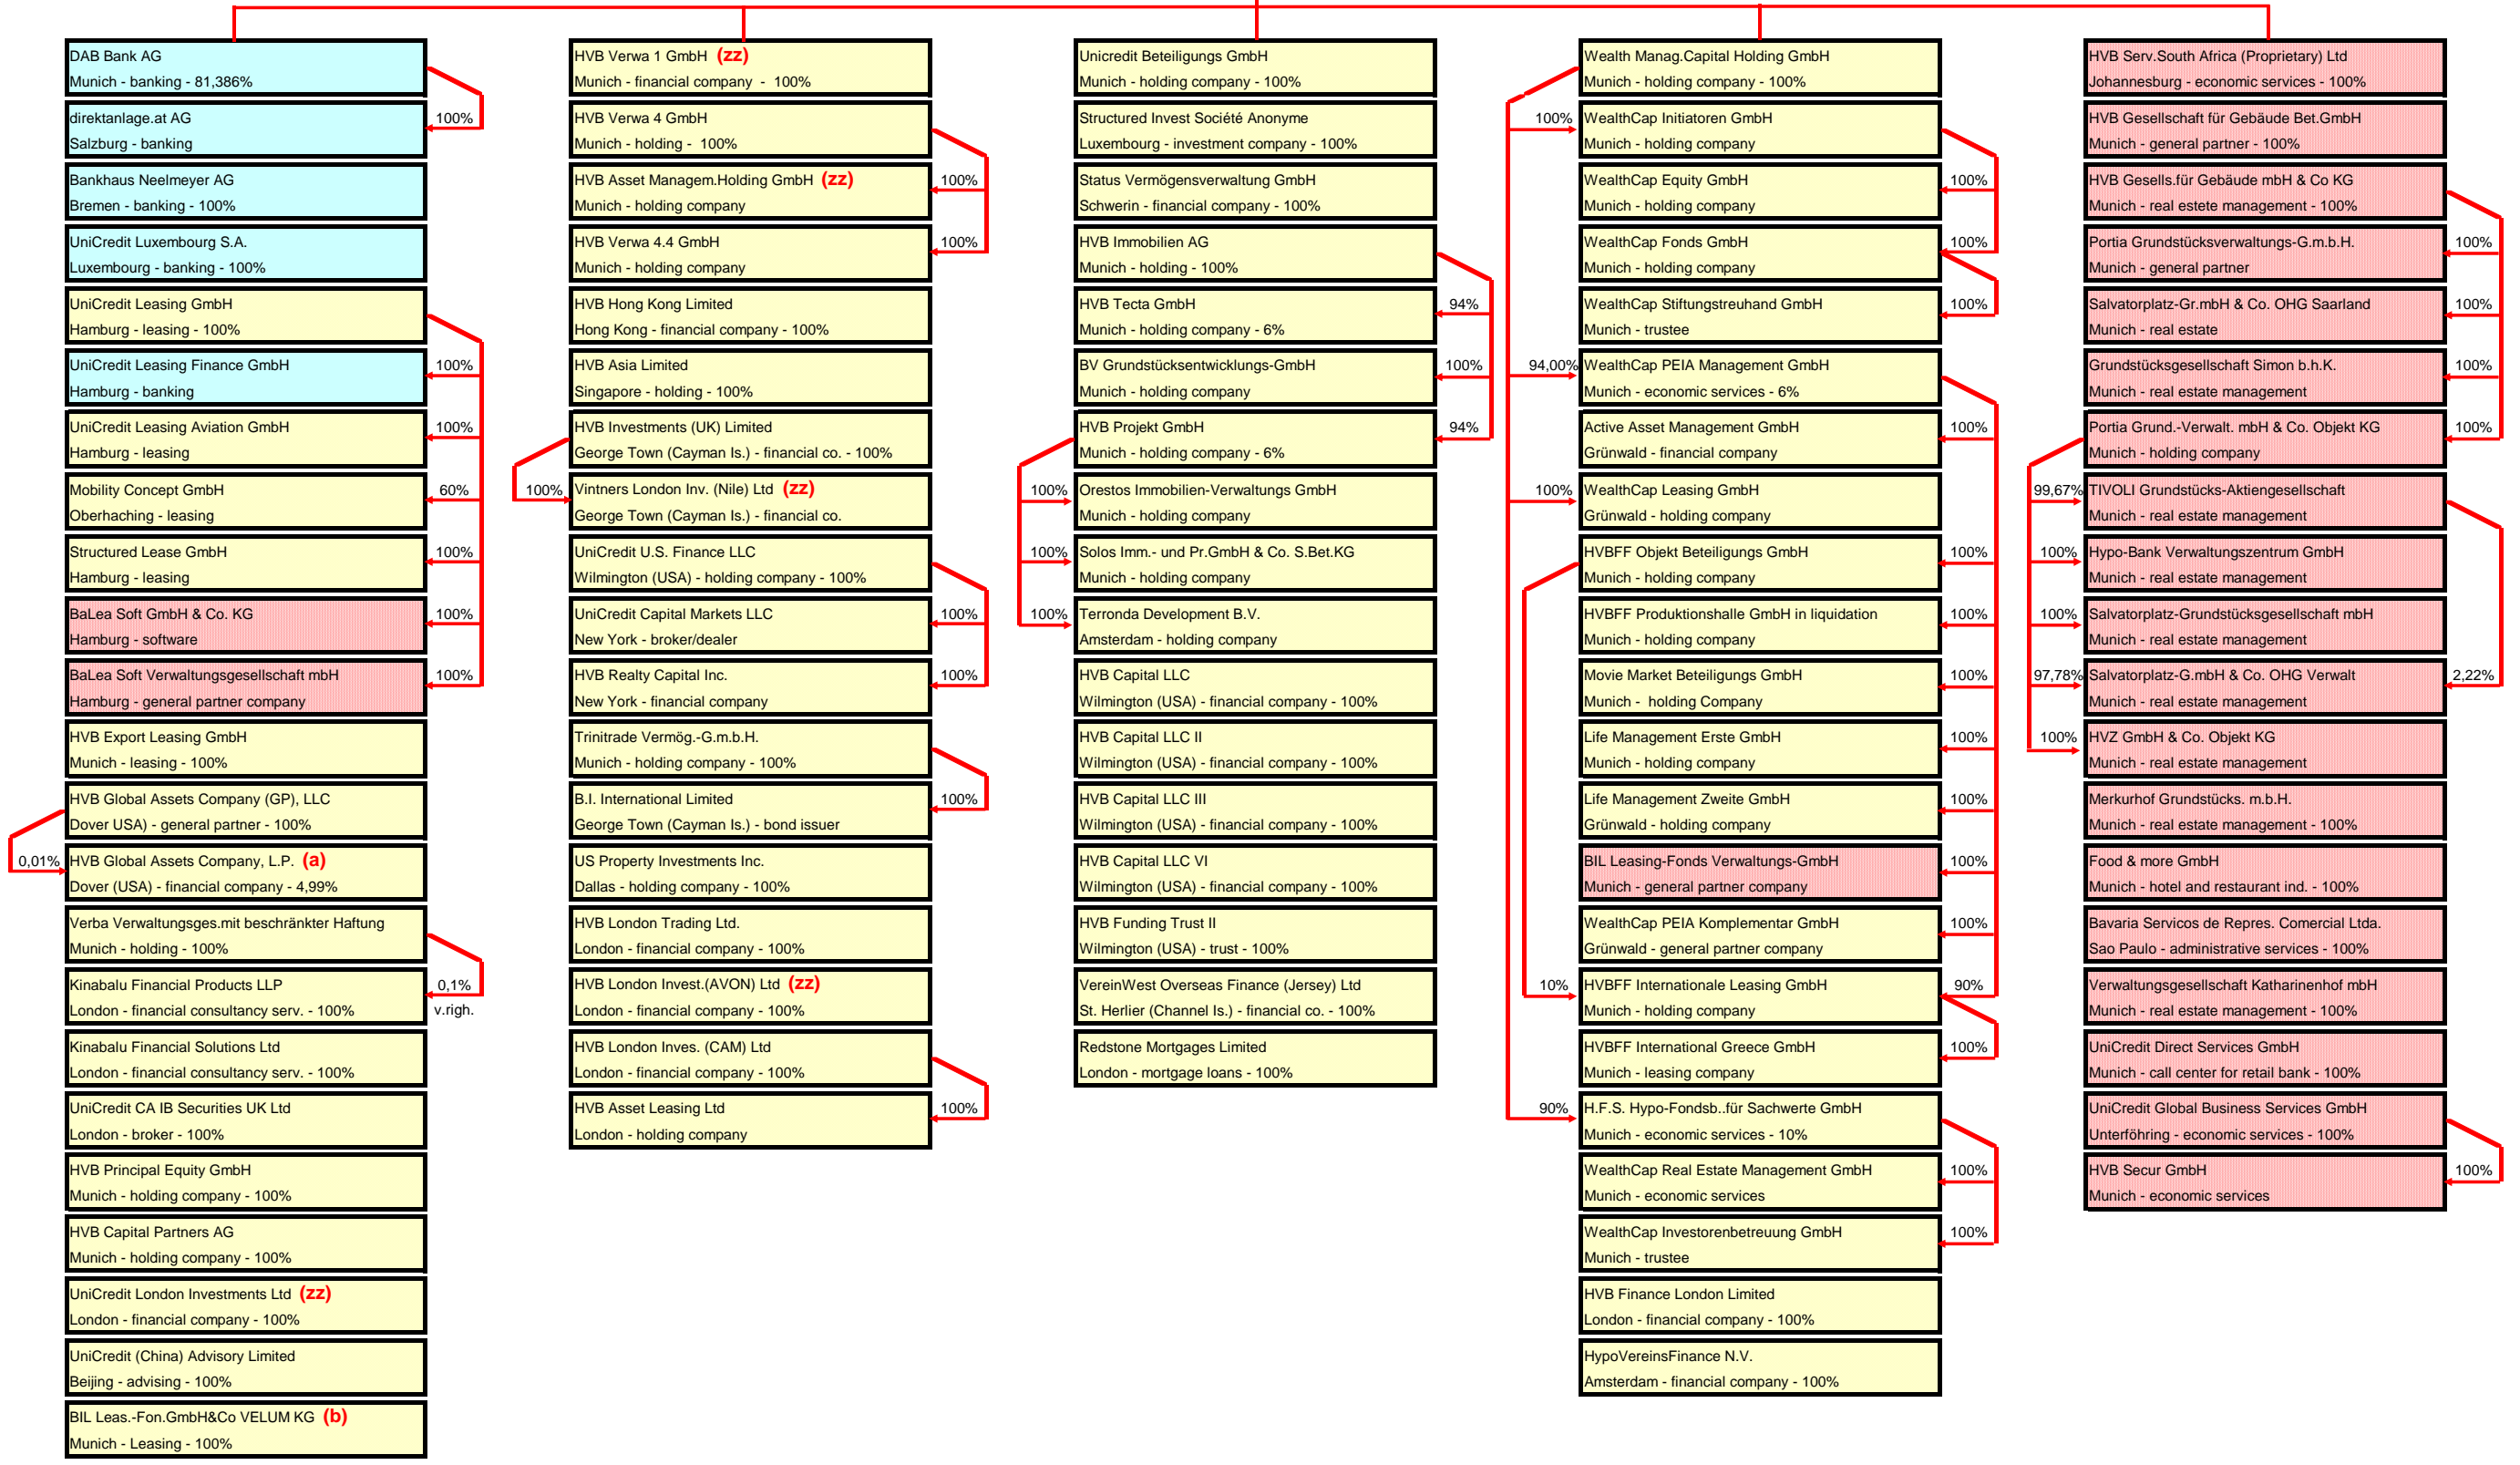 DAB Bank AG
Munich - banking - 81,386%
direktanlage.at AG
Salzburg - banking
100%
Bankhaus Neelmeyer AG
Bremen - banking - 100%
UniCredit Luxembourg S.A.
Luxembourg - banking - 100%
UniCredit Leasing GmbH
Hamburg - leasing - 100%
UniCredit Leasing Finance GmbH
Hamburg - banking
100%
UniCredit Leasing Aviation GmbH
Hamburg - leasing
100%
Mobility Concept GmbH
Oberhaching - leasing
60%
Structured Lease GmbH
Hamburg - leasing
100%
BaLea Soft GmbH & Co. KG
Hamburg - software
100%
BaLea Soft Verwaltungsgesellschaft mbH
Hamburg - general partner company
100%
HVB Export Leasing GmbH
Munich - leasing - 100%
HVB Global Assets Company (GP), LLC
Dover USA) - general partner - 100%
0,01%
HVB Global Assets Company, L.P. (a)
Dover (USA) - financial company - 4,99%
Verba Verwaltungsges.mit beschränkter Haftung
Munich - holding - 100%
Kinabalu Financial Products LLP
London - financial consultancy serv. - 100%
0,1%
v.righ.
Kinabalu Financial Solutions Ltd
London - financial consultancy serv. - 100%
UniCredit CA IB Securities UK Ltd
London - broker - 100%
HVB Principal Equity GmbH
Munich - holding company - 100%
HVB Capital Partners AG
Munich - holding company - 100%
UniCredit London Investments Ltd (zz)
London - financial company - 100%
UniCredit (China) Advisory Limited
Beijing - advising - 100%
BIL Leas.-Fon.GmbH&Co VELUM KG (b)
Munich - Leasing - 100%
HVB Verwa 1 GmbH (zz)
Munich - financial company - 100%
HVB Verwa 4 GmbH
Munich - holding - 100%
HVB Asset Managem.Holding GmbH (zz)
Munich - holding company
100%
HVB Verwa 4.4 GmbH
Munich - holding company
100%
HVB Hong Kong Limited
Hong Kong - financial company - 100%
HVB Asia Limited
Singapore - holding - 100%
HVB Investments (UK) Limited
George Town (Cayman Is.) - financial co. - 100%
100%
Vintners London Inv. (Nile) Ltd (zz)
George Town (Cayman Is.) - financial co.
UniCredit U.S. Finance LLC
Wilmington (USA) - holding company - 100%
UniCredit Capital Markets LLC
New York - broker/dealer
100%
HVB Realty Capital Inc.
New York - financial company
100%
Trinitrade Vermög.-G.m.b.H.
Munich - holding company - 100%
B.I. International Limited
George Town (Cayman Is.) - bond issuer
100%
US Property Investments Inc.
Dallas - holding company - 100%
HVB London Trading Ltd.
London - financial company - 100%
HVB London Invest.(AVON) Ltd (zz)
London - financial company - 100%
HVB London Inves. (CAM) Ltd
London - financial company - 100%
HVB Asset Leasing Ltd
London - holding company
100%
Unicredit Beteiligungs GmbH
Munich - holding company - 100%
Structured Invest Société Anonyme
Luxembourg - investment company - 100%
Status Vermögensverwaltung GmbH
Schwerin - financial company - 100%
HVB Immobilien AG
Munich - holding - 100%
HVB Tecta GmbH
Munich - holding company - 6%
94%
BV Grundstücksentwicklungs-GmbH
Munich - holding company
100%
HVB Projekt GmbH
Munich - holding company - 6%
94%
100%
Orestos Immobilien-Verwaltungs GmbH
Munich - holding company
100%
Solos Imm.- und Pr.GmbH & Co. S.Bet.KG
Munich - holding company
100%
Terronda Development B.V.
Amsterdam - holding company
HVB Capital LLC
Wilmington (USA) - financial company - 100%
HVB Capital LLC II
Wilmington (USA) - financial company - 100%
HVB Capital LLC III
Wilmington (USA) - financial company - 100%
HVB Capital LLC VI
Wilmington (USA) - financial company - 100%
HVB Funding Trust II
Wilmington (USA) - trust - 100%
VereinWest Overseas Finance (Jersey) Ltd
St. Herlier (Channel Is.) - financial co. - 100%
Redstone Mortgages Limited
London - mortgage loans - 100%
Wealth Manag.Capital Holding GmbH
Munich - holding company - 100%
100%
WealthCap Initiatoren GmbH
Munich - holding company
WealthCap Equity GmbH
Munich - holding company
100%
WealthCap Fonds GmbH
Munich - holding company
100%
WealthCap Stiftungstreuhand GmbH
Munich - trustee
100%
94,00%
WealthCap PEIA Management GmbH
Munich - economic services - 6%
Active Asset Management GmbH
Grünwald - financial company
100%
100%
WealthCap Leasing GmbH
Grünwald - holding company
HVBFF Objekt Beteiligungs GmbH
Munich - holding company
100%
HVBFF Produktionshalle GmbH in liquidation
Munich - holding company
100%
Movie Market Beteiligungs GmbH
Munich - holding Company
100%
Life Management Erste GmbH
Munich - holding company
100%
Life Management Zweite GmbH
Grünwald - holding company
100%
BIL Leasing-Fonds Verwaltungs-GmbH
Munich - general partner company
100%
WealthCap PEIA Komplementar GmbH
Grünwald - general partner company
100%
10%
HVBFF Internationale Leasing GmbH
Munich - holding company
90%
HVBFF International Greece GmbH
Munich - leasing company
100%
90%
H.F.S. Hypo-Fondsb..für Sachwerte GmbH
Munich - economic services - 10%
WealthCap Real Estate Management GmbH
Munich - economic services
100%
WealthCap Investorenbetreuung GmbH
Munich - trustee
100%
HVB Finance London Limited
London - financial company - 100%
HypoVereinsFinance N.V.
Amsterdam - financial company - 100%
HVB Serv.South Africa (Proprietary) Ltd
Johannesburg - economic services - 100%
HVB Gesellschaft für Gebäude Bet.GmbH
Munich - general partner - 100%
HVB Gesells.für Gebäude mbH & Co KG
Munich - real estete management - 100%
Portia Grundstücksverwaltungs-G.m.b.H.
Munich - general partner
100%
Salvatorplatz-Gr.mbH & Co. OHG Saarland
Munich - real estate
100%
Grundstücksgesellschaft Simon b.h.K.
Munich - real estate management
100%
Portia Grund.-Verwalt. mbH & Co. Objekt KG
Munich - holding company
100%
99,67%
TIVOLI Grundstücks-Aktiengesellschaft
Munich - real estate management
100%
Hypo-Bank Verwaltungszentrum GmbH
Munich - real estate management
100%
Salvatorplatz-Grundstücksgesellschaft mbH
Munich - real estate management
97,78%
Salvatorplatz-G.mbH & Co. OHG Verwalt
Munich - real estate management
2,22%
100%
HVZ GmbH & Co. Objekt KG
Munich - real estate management
Merkurhof Grundstücks. m.b.H.
Munich - real estate management - 100%
Food & more GmbH
Munich - hotel and restaurant ind. - 100%
Bavaria Servicos de Repres. Comercial Ltda.
Sao Paulo - administrative services - 100%
Verwaltungsgesellschaft Katharinenhof mbH
Munich - real estate management - 100%
UniCredit Direct Services GmbH
Munich - call center for retail bank - 100%
UniCredit Global Business Services GmbH
Unterföhring - economic services - 100%
HVB Secur GmbH
Munich - economic services
100%